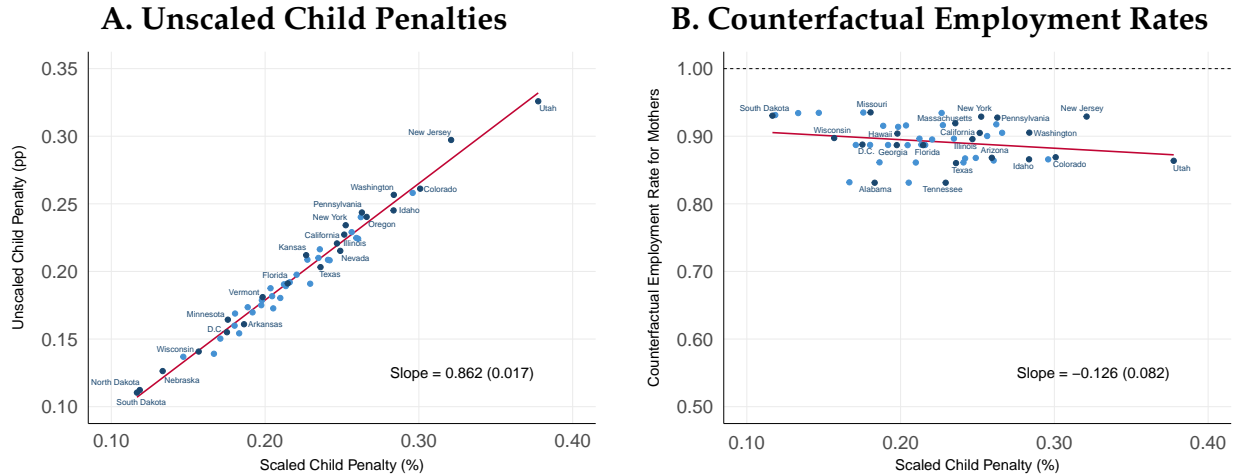 A. Unscaled Child Penalties
Unscaled Child Penalty (pp)
0.35
0.30
0.25
0.20
0.15
0.10
Utah
New Jersey
Washington
Colorado
Pennsylvania
Idaho
New York
Oregon
California
Illinois
Kansas
Nevada
Florida
Texas
Vermont
Minnesota
Arkansas
D.C.
Wisconsin
North Dakota
Nebraska
South Dakota
Slope = 0.862 (0.017)
0.10 0.20 0.30 0.40
Scaled Child Penalty (%)
B. Counterfactual Employment Rates
Counterfactual Employment Rate for Mothers
1.00
0.90
0.80
0.70
0.60
0.50
South Dakota
Missouri
New York
New Jersey
Massachusetts
Pennsylvania
Wisconsin
Hawaii
California
Washington
D.C.
Georgia
Florida
Illinois
Arizona
Texas
Idaho
Colorado
Utah
Alabama
Tennessee
Slope = −0.126 (0.082)
0.10 0.20 0.30 0.40
Scaled Child Penalty (%)